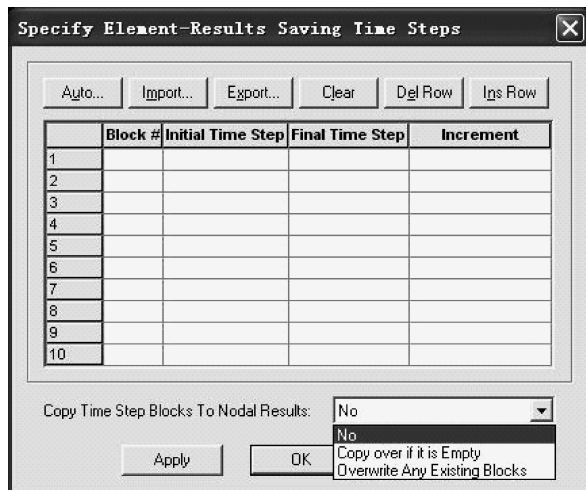 Specify Element-Results Saving Time Steps
Auto... Import... Export... Clear Del Row Ins Row
Block # Initial Time Step Final Time Step Increment
1
2
3
4
5
6
7
8
9
10
Copy Time Step Blocks To Nodal Results: No
No
Copy over if it is Empty
Overwrite Any Existing Blocks
Apply OK